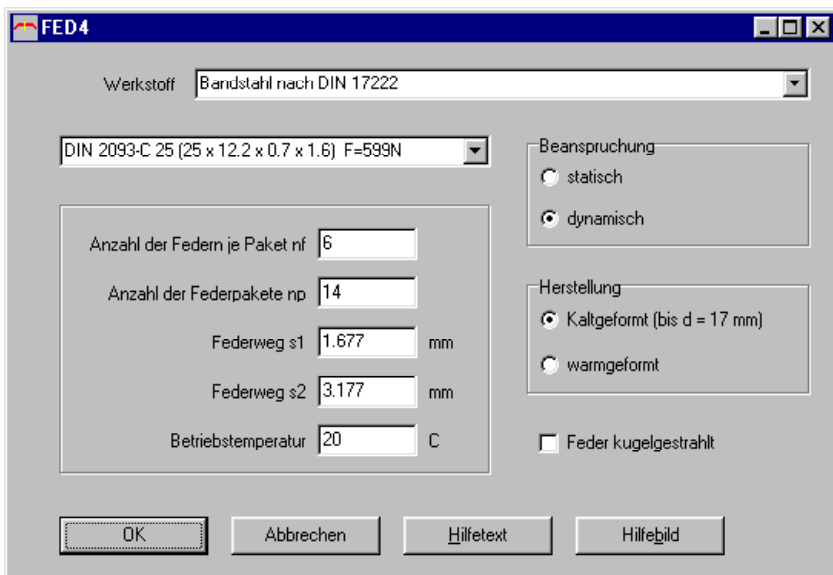 FED4
Werkstoff Bandstahl nach DIN 17222
DIN 2093-C 25 (25 x 12.2 x 0.7 x 1.6) F=599N
Anzahl der Federn je Paket nf 6
Anzahl der Federpakete np 14
Federweg s1 1.677 mm
Federweg s2 3.177 mm
Betriebstemperatur 20 C
Beanspruchung
statisch
dynamisch
Herstellung
Kaltgeformt (bis d = 17 mm)
warmgeformt
Feder kugelgestrahlt
OK Abbrechen Hilfetext Hilfebild